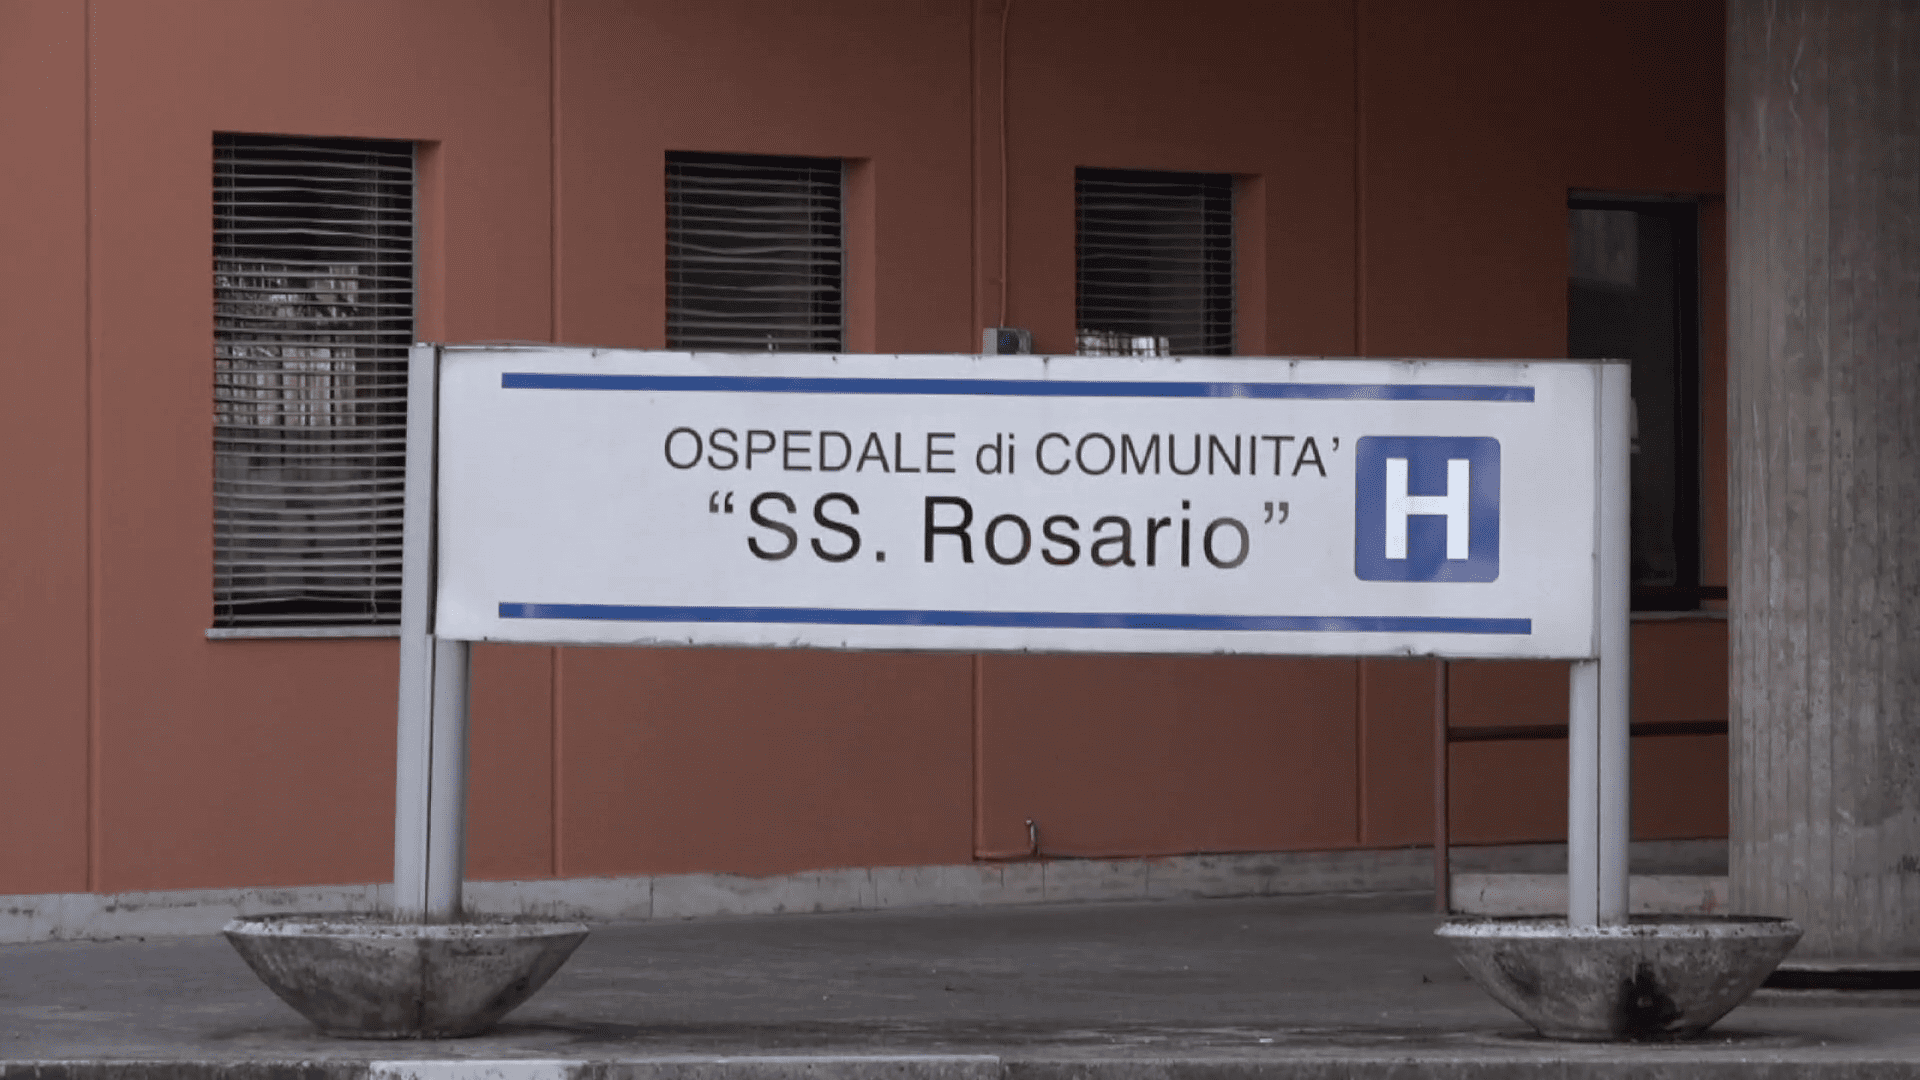 OSPEDALE di COMUNITA’
“SS. Rosario”
H